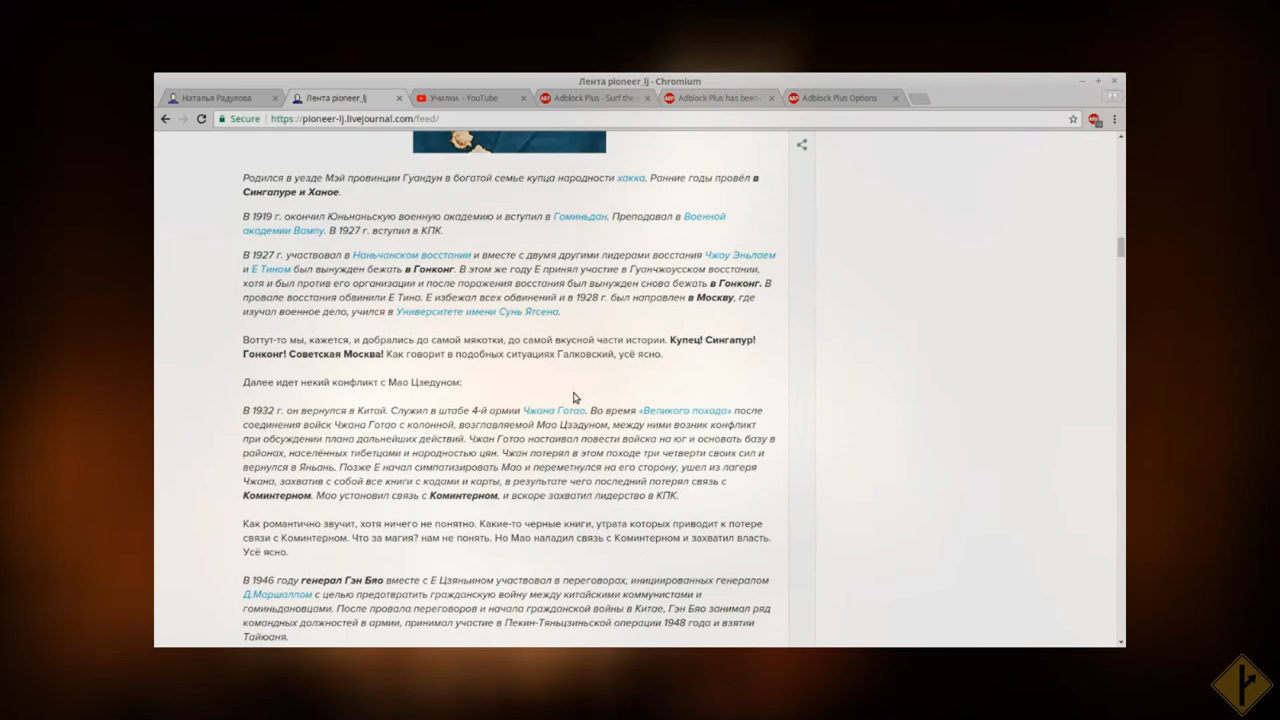 Лента pioneer_lj - Chromium
Наталья Радулова
Лента pioneer_lj
Училки. - YouTube
Adblock Plus - Surf the
Adblock Plus has been
Adblock Plus Options
Secure https://pioneer-lj.livejournal.com/feed/
Родился в уезде Мэй провинции Гуандун в богатой семье купца народности хакка. Ранние годы провёл в
Сингапуре и Ханое.
В 1919 г. окончил Юньнаньскую военную академию и вступил в Гоминьдан. Преподавал в Военной
академии Вампу. В 1927 г. вступил в КПК.
В 1927 г. участвовал в Наньчанском восстании и вместе с двумя другими лидерами восстания Чжоу Эньлаем
и Е Тином был вынужден бежать в Гонконг. В этом же году Е принял участие в Гуанчжоусском восстании,
хотя и был против его организации и после поражения восстания был вынужден снова бежать в Гонконг. В
провале восстания обвинили Е Тина. Е избежал всех обвинений и в 1928 г. был направлен в Москву, где
изучал военное дело, учился в Университете имени Сунь Ятсена.
Воттут-то мы, кажется, и добрались до самой мякотки, до самой вкусной части истории. Купец! Сингапур!
Гонконг! Советская Москва! Как говорит в подобных ситуациях Галковский, усё ясно.
Далее идет некий конфликт с Мао Цзедуном:
В 1932 г. он вернулся в Китай. Служил в штабе 4-й армии Чжана Готао. Во время «Великого похода» после
соединения войск Чжана Готао с колонной, возглавляемой Мао Цзэдуном, между ними возник конфликт
при обсуждении плана дальнейших действий. Чжан Готао настаивал повести войска на юг и основать базу в
районах, населённых тибетцами и народностью цян. Чжан потерял в этом походе три четверти своих сил и
вернулся в Яньань. Позже Е начал симпатизировать Мао и переметнулся на его сторону, ушел из лагеря
Чжана, захватив с собой все книги с кодами и карты, в результате чего последний потерял связь с
Коминтерном. Мао установил связь с Коминтерном, и вскоре захватил лидерство в КПК.
Как романтично звучит, хотя ничего не понятно. Какие-то черные книги, утрата которых приводит к потере
связи с Коминтерном. Что за магия? нам не понять. Но Мао наладил связь с Коминтерном и захватил власть.
Усё ясно.
В 1946 году генерал Гэн Бяо вместе с Е Цзяньином участвовал в переговорах, инициированных генералом
Д.Маршаллом с целью предотвратить гражданскую войну между китайскими коммунистами и
гоминьдановцами. После провала переговоров и начала гражданской войны в Китае, Гэн Бяо занимал ряд
командных должностей в армии, принимал участие в Пекин-Тяньцзиньской операции 1948 года и взятии
Тайюаня.